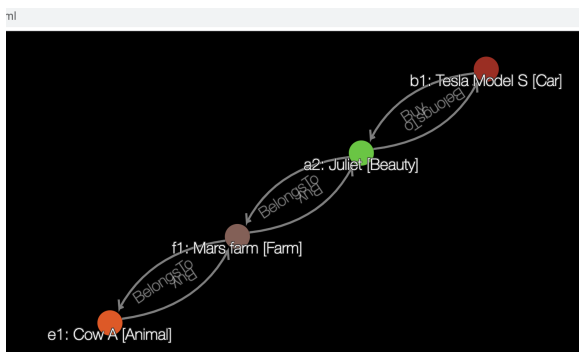 ml
b1: Tesla Model S [Car]
Buy
BelongsTo
a2: Juliet [Beauty]
BelongsTo
Buy
f1: Mars farm [Farm]
BelongsTo
Buy
e1: Cow A [Animal]